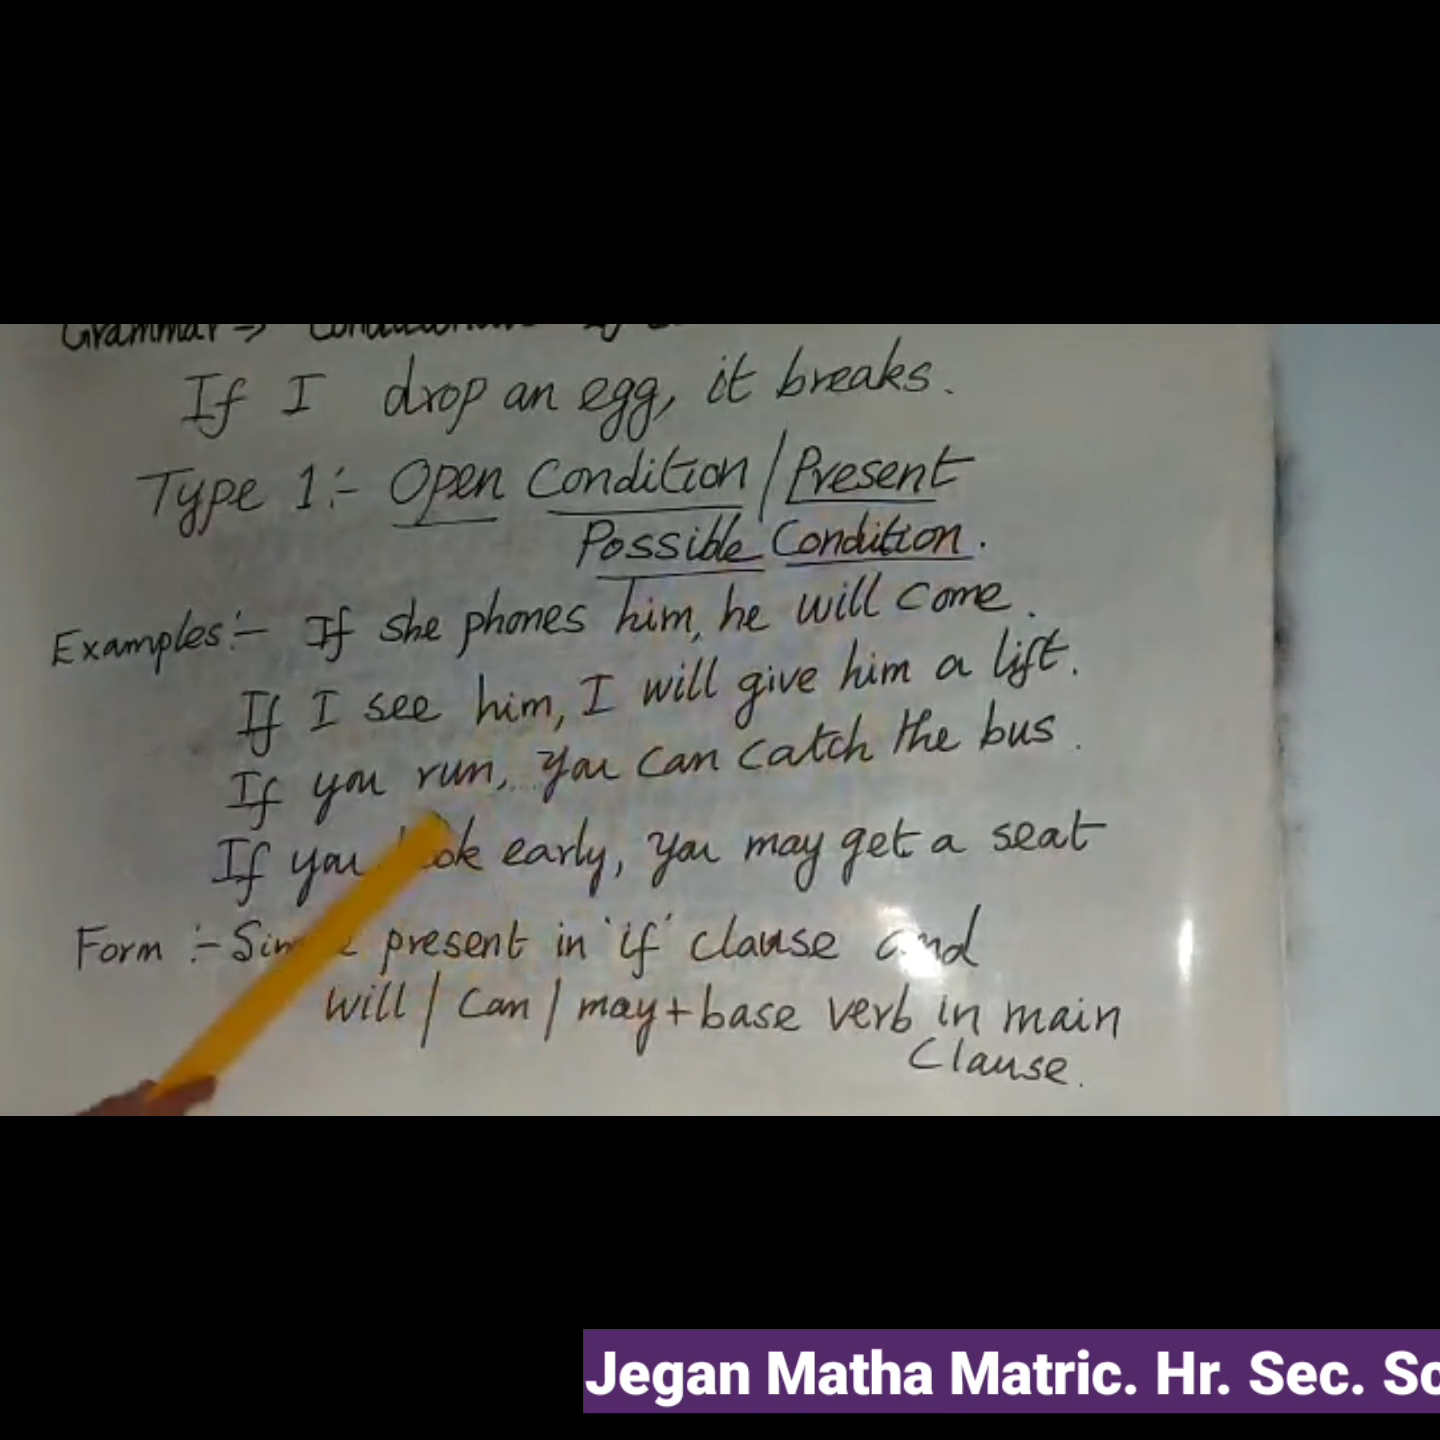 Grammar →
If I drop an egg, it breaks.
Type 1:- Open Condition / Present
Possible Condition.
Examples:- If she phones him, he will come.
If I see him, I will give him a lift.
If you run, you can catch the bus.
If you early, you may get a seat
Form :- present in 'if' clause and
will / can / may + base verb in main
clause.
Jegan Matha Matric. Hr. Sec. Sc